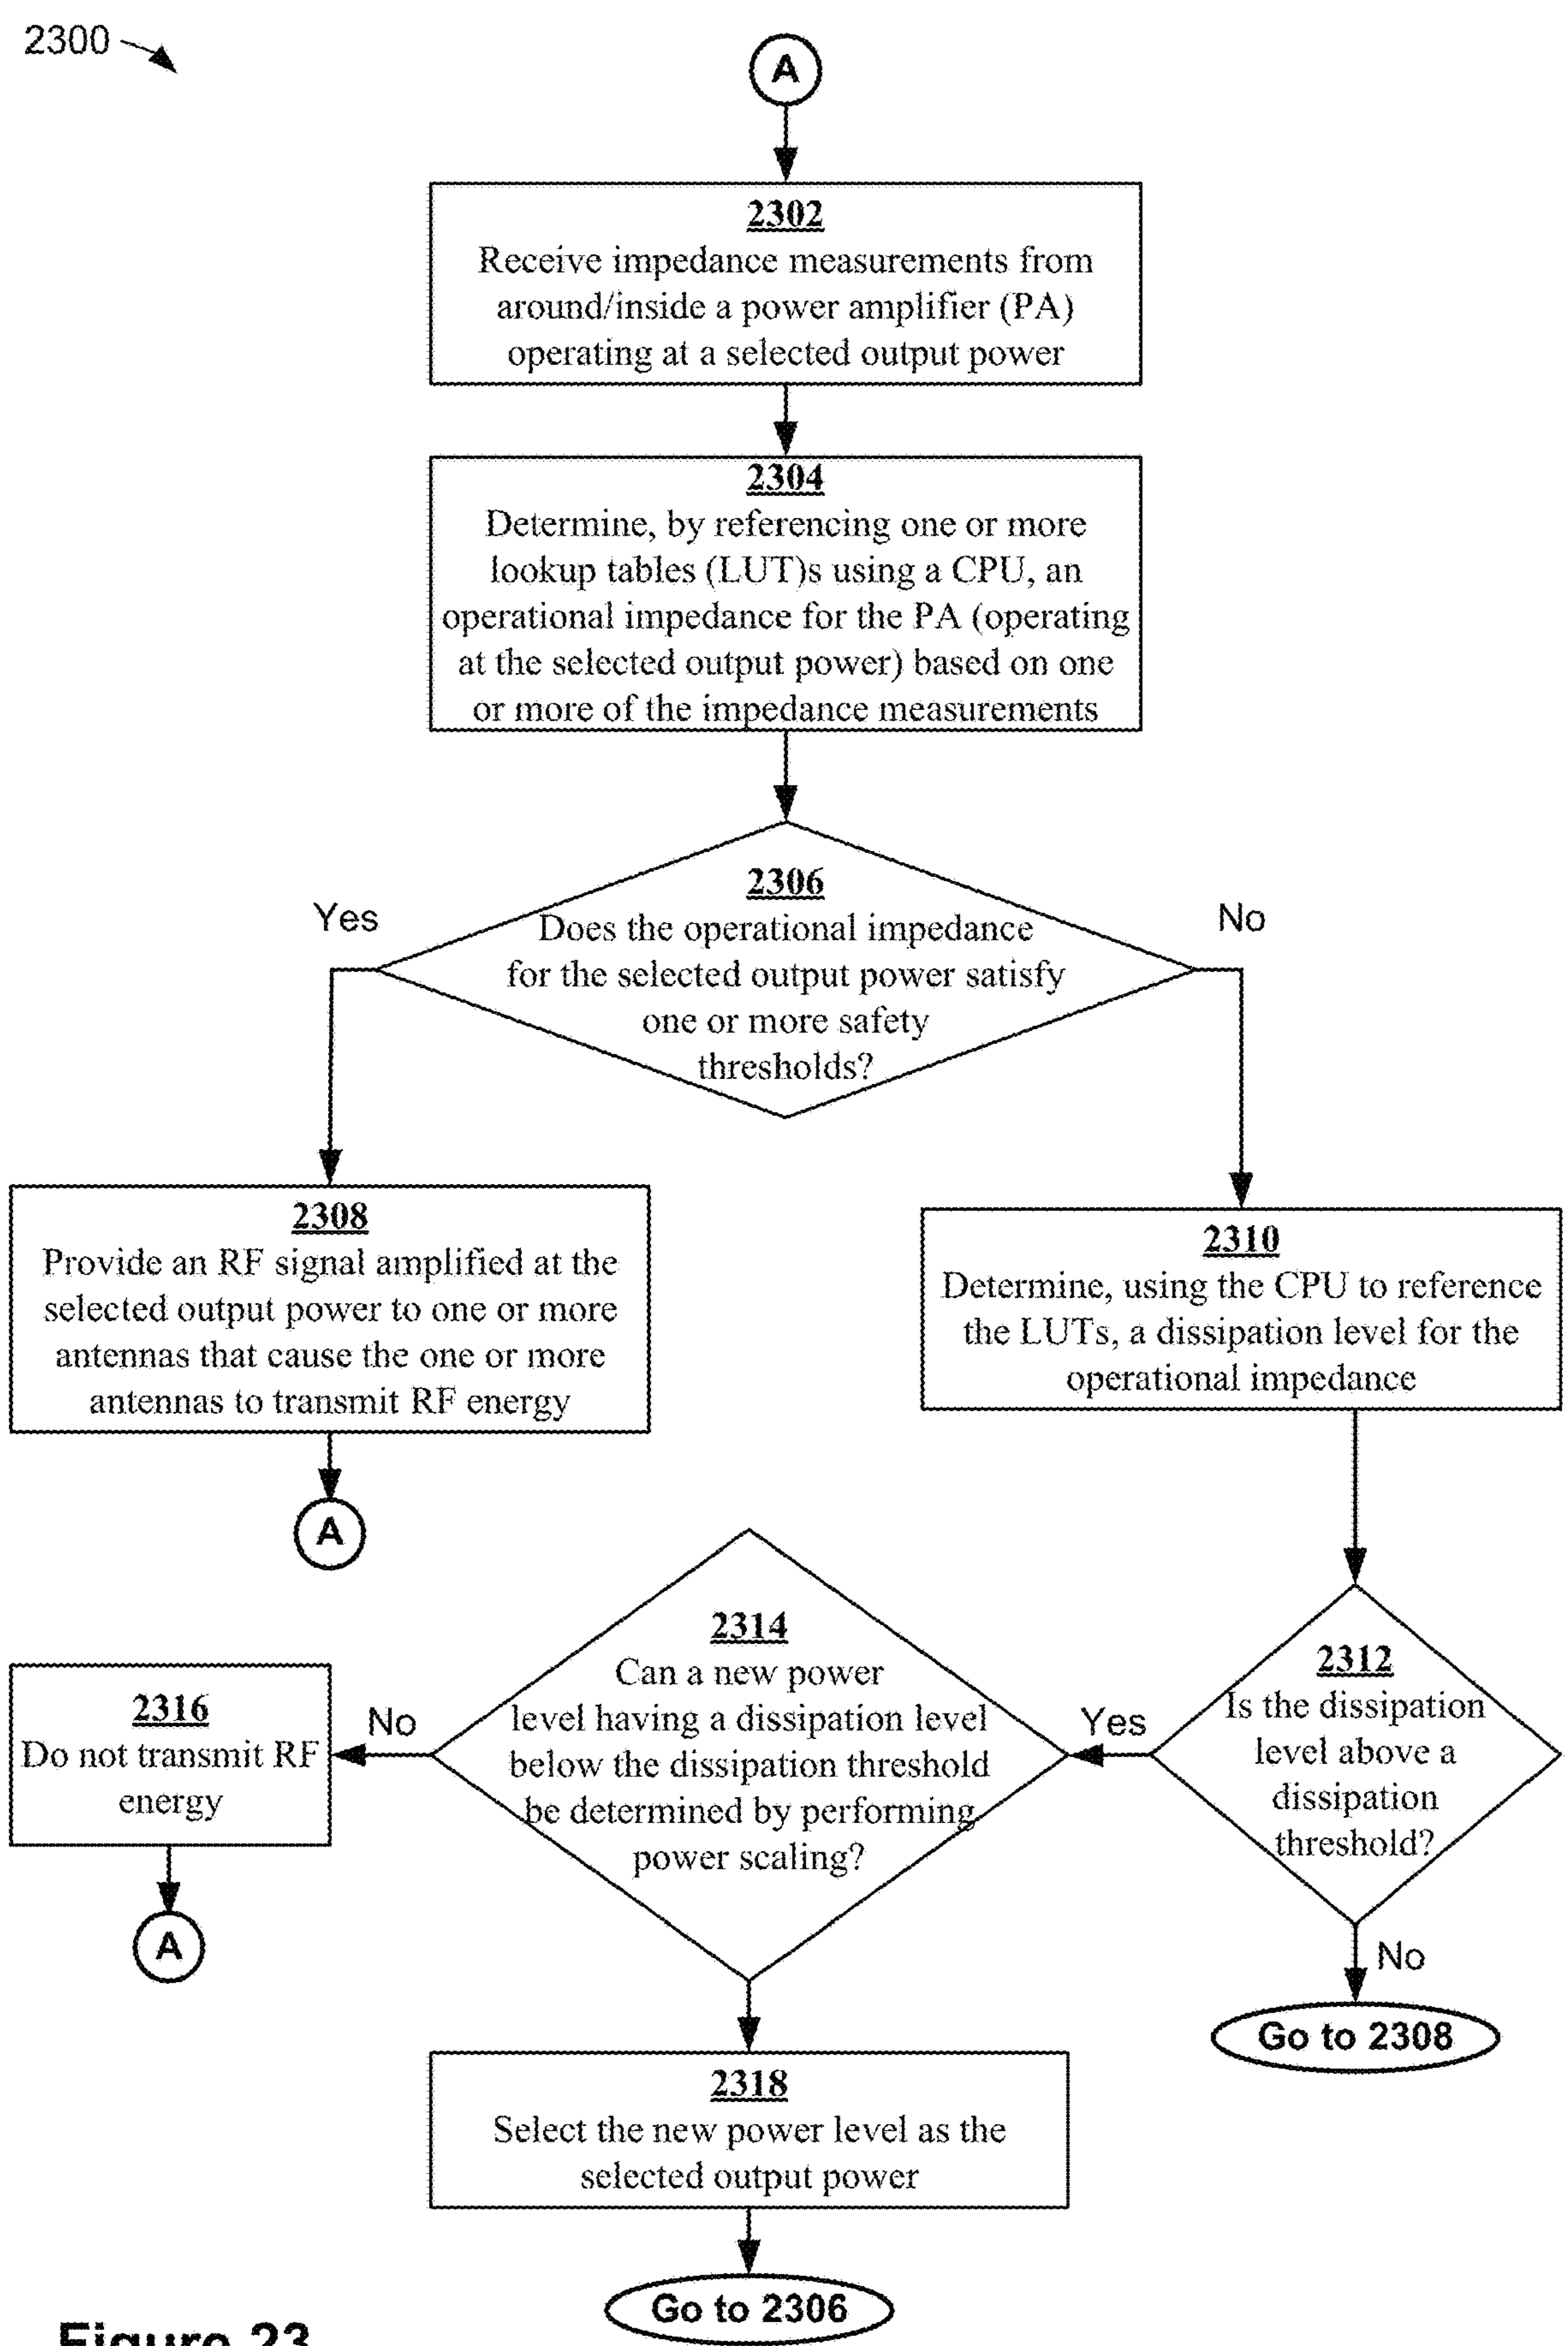 2300
A
2302
Receive impedance measurements from
around/inside a power amplifier (PA)
operating at a selected output power
2304
Determine, by referencing one or more
lookup tables (LUT)s using a CPU, an
operational impedance for the PA (operating
at the selected output power) based on one
or more of the impedance measurements
2306
Does the operational impedance
for the selected output power satisfy
one or more safety
thresholds?
Yes
No
2308
Provide an RF signal amplified at the
selected output power to one or more
antennas that cause the one or more
antennas to transmit RF energy
A
2310
Determine, using the CPU to reference
the LUTs, a dissipation level for the
operational impedance
2312
Is the dissipation
level above a
dissipation
threshold?
Yes
No
Go to 2308
2314
Can a new power
level having a dissipation level
below the dissipation threshold
be determined by performing
power scaling?
No
2316
Do not transmit RF
energy
A
2318
Select the new power level as the
selected output power
Go to 2306
Figure 23